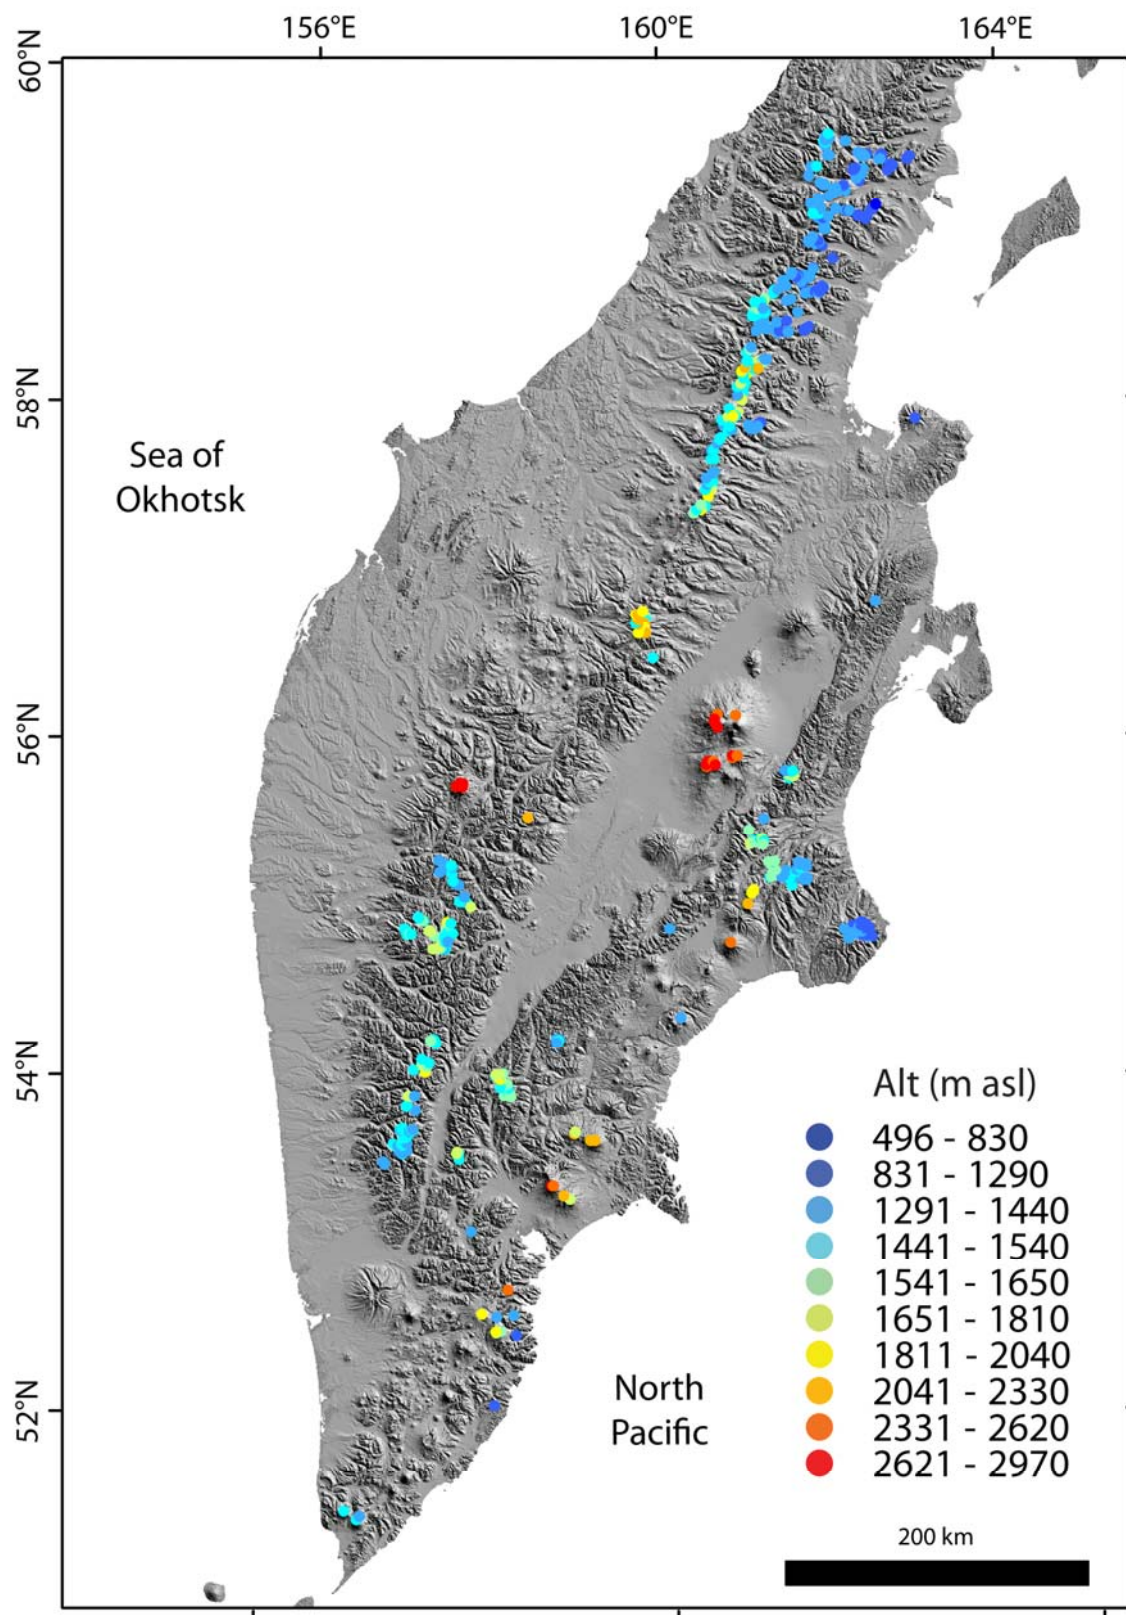 156°E 160°E 164°E
60°N
58°N
Sea of
Okhotsk
56°N
54°N
Alt (m asl)
496 - 830
831 - 1290
1291 - 1440
1441 - 1540
1541 - 1650
1651 - 1810
1811 - 2040
2041 - 2330
2331 - 2620
2621 - 2970
North
Pacific
52°N
200 km